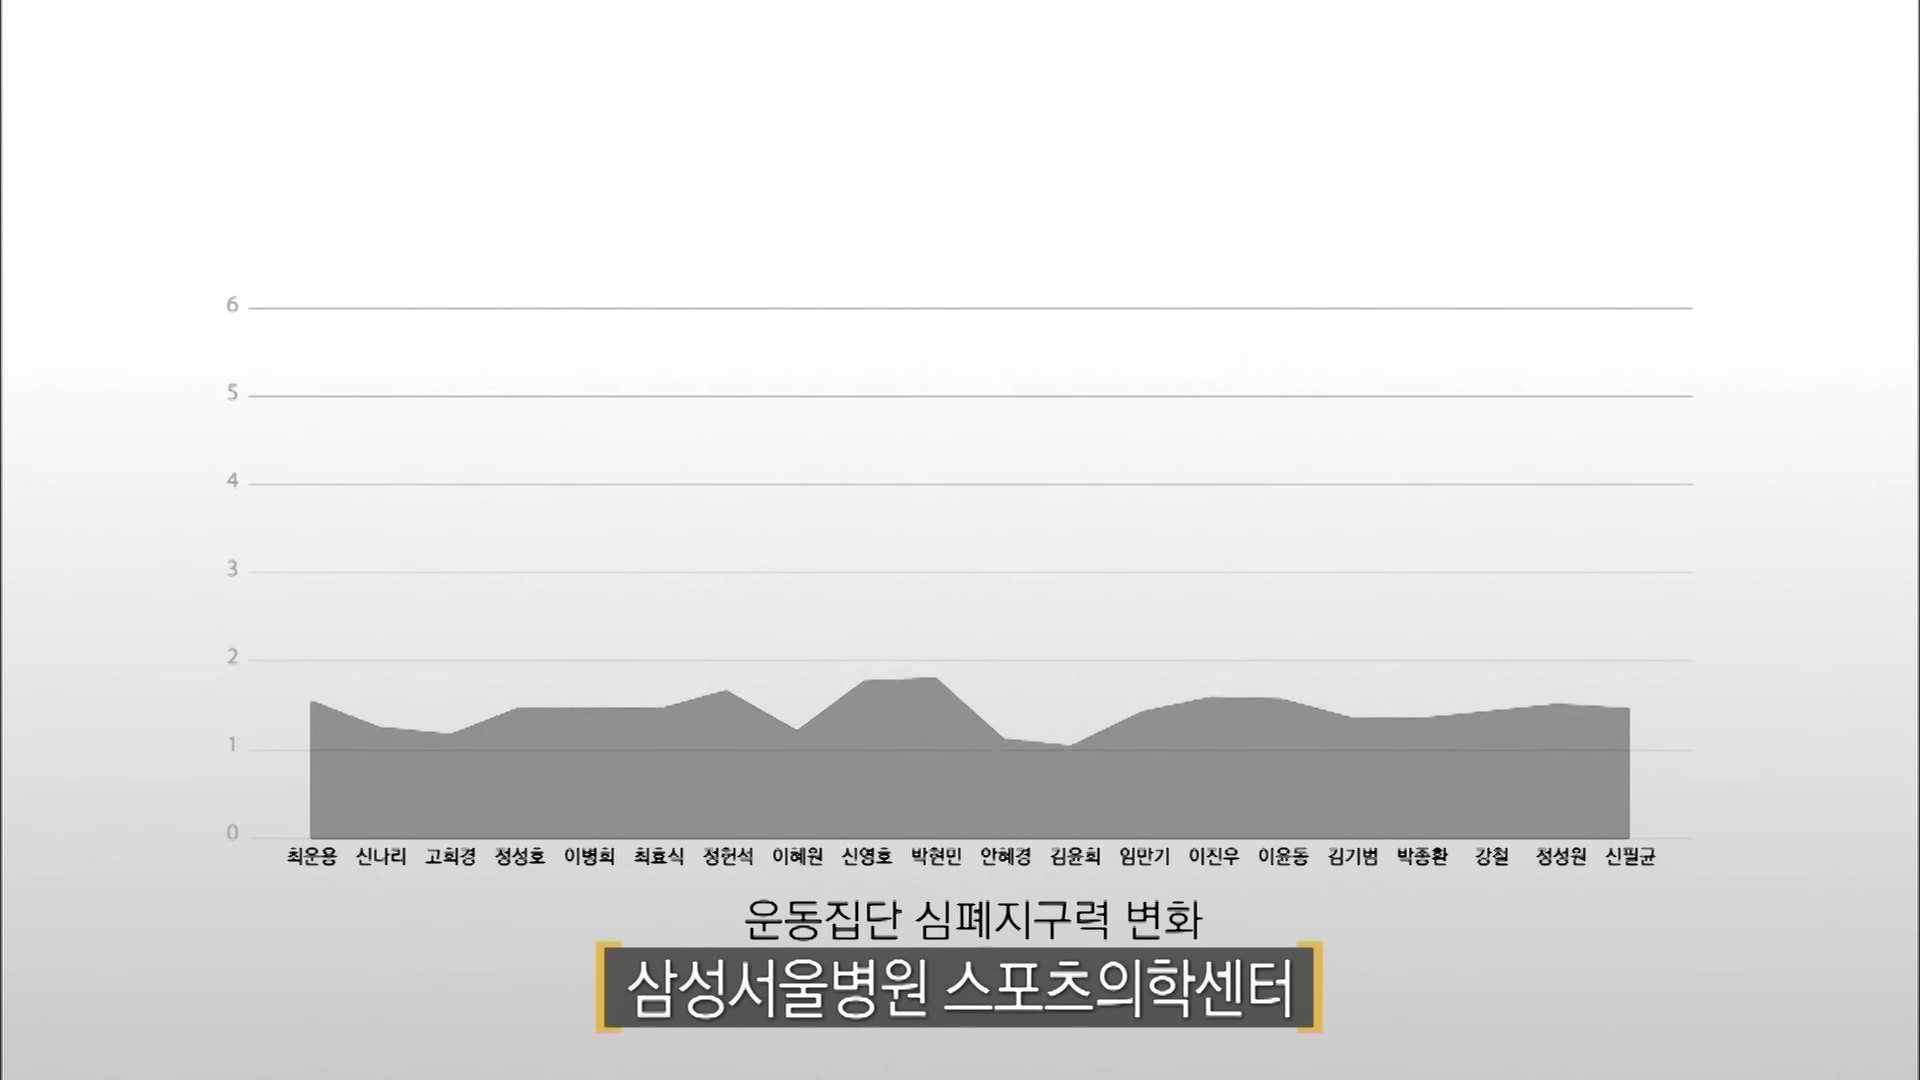 6
5
4
3
2
1
0
최운용 신나리 고희경 정성호 이병희 최효식 정헌석 이혜원 신영호 박현민 안혜경 김윤희 임만기 이진우 이윤동 김기범 박종환 강철 정성원 신필균
운동집단 심폐지구력 변화
삼성서울병원 스포츠의학센터